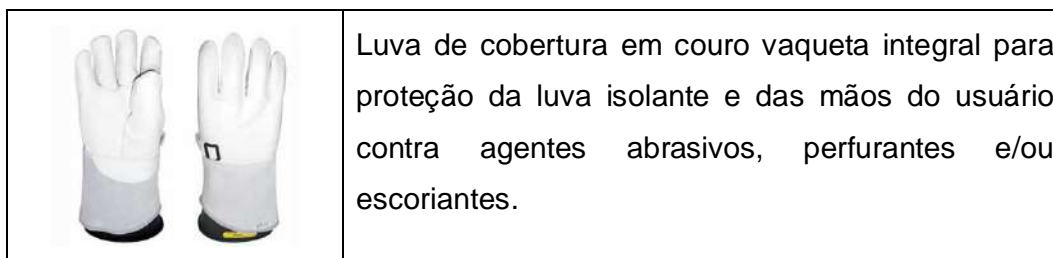 Luva de cobertura em couro vaqueta integral para
proteção da luva isolante e das mãos do usuário
contra agentes abrasivos, perfurantes e/ou
escoriantes.